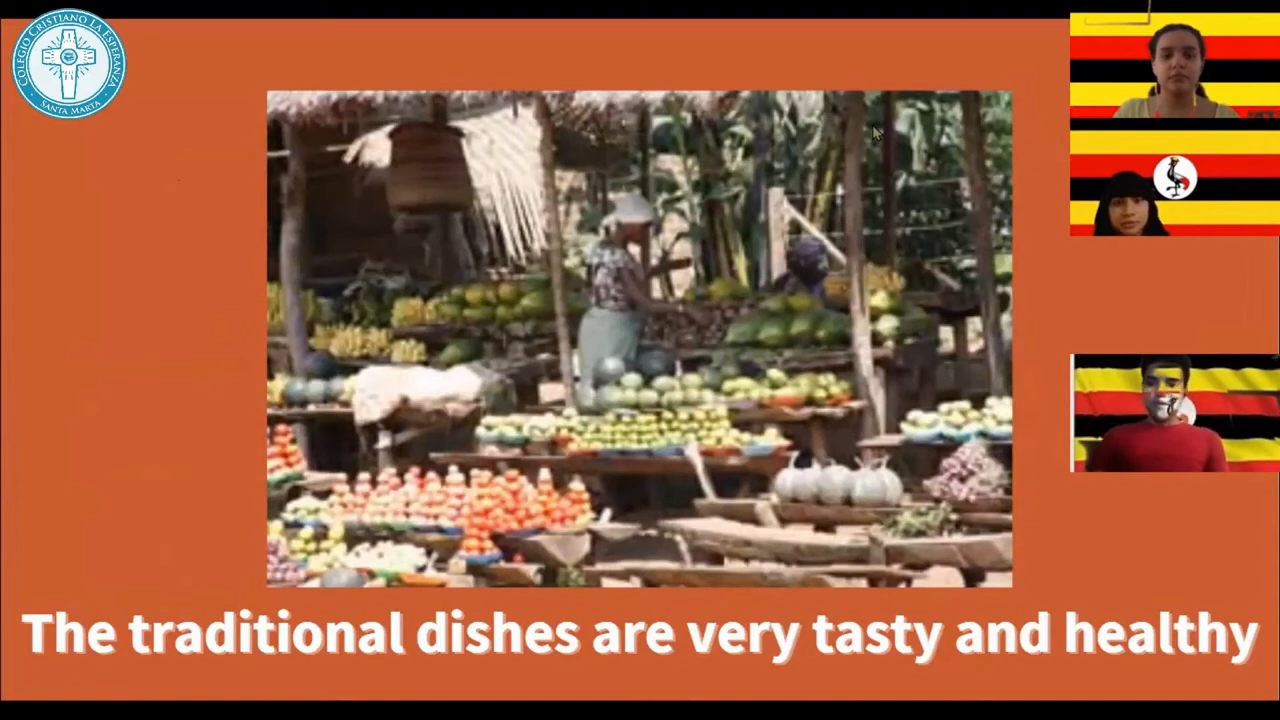 COLEGIO CRISTIANO LA ESPERANZA
SANTA MARTA
The traditional dishes are very tasty and healthy